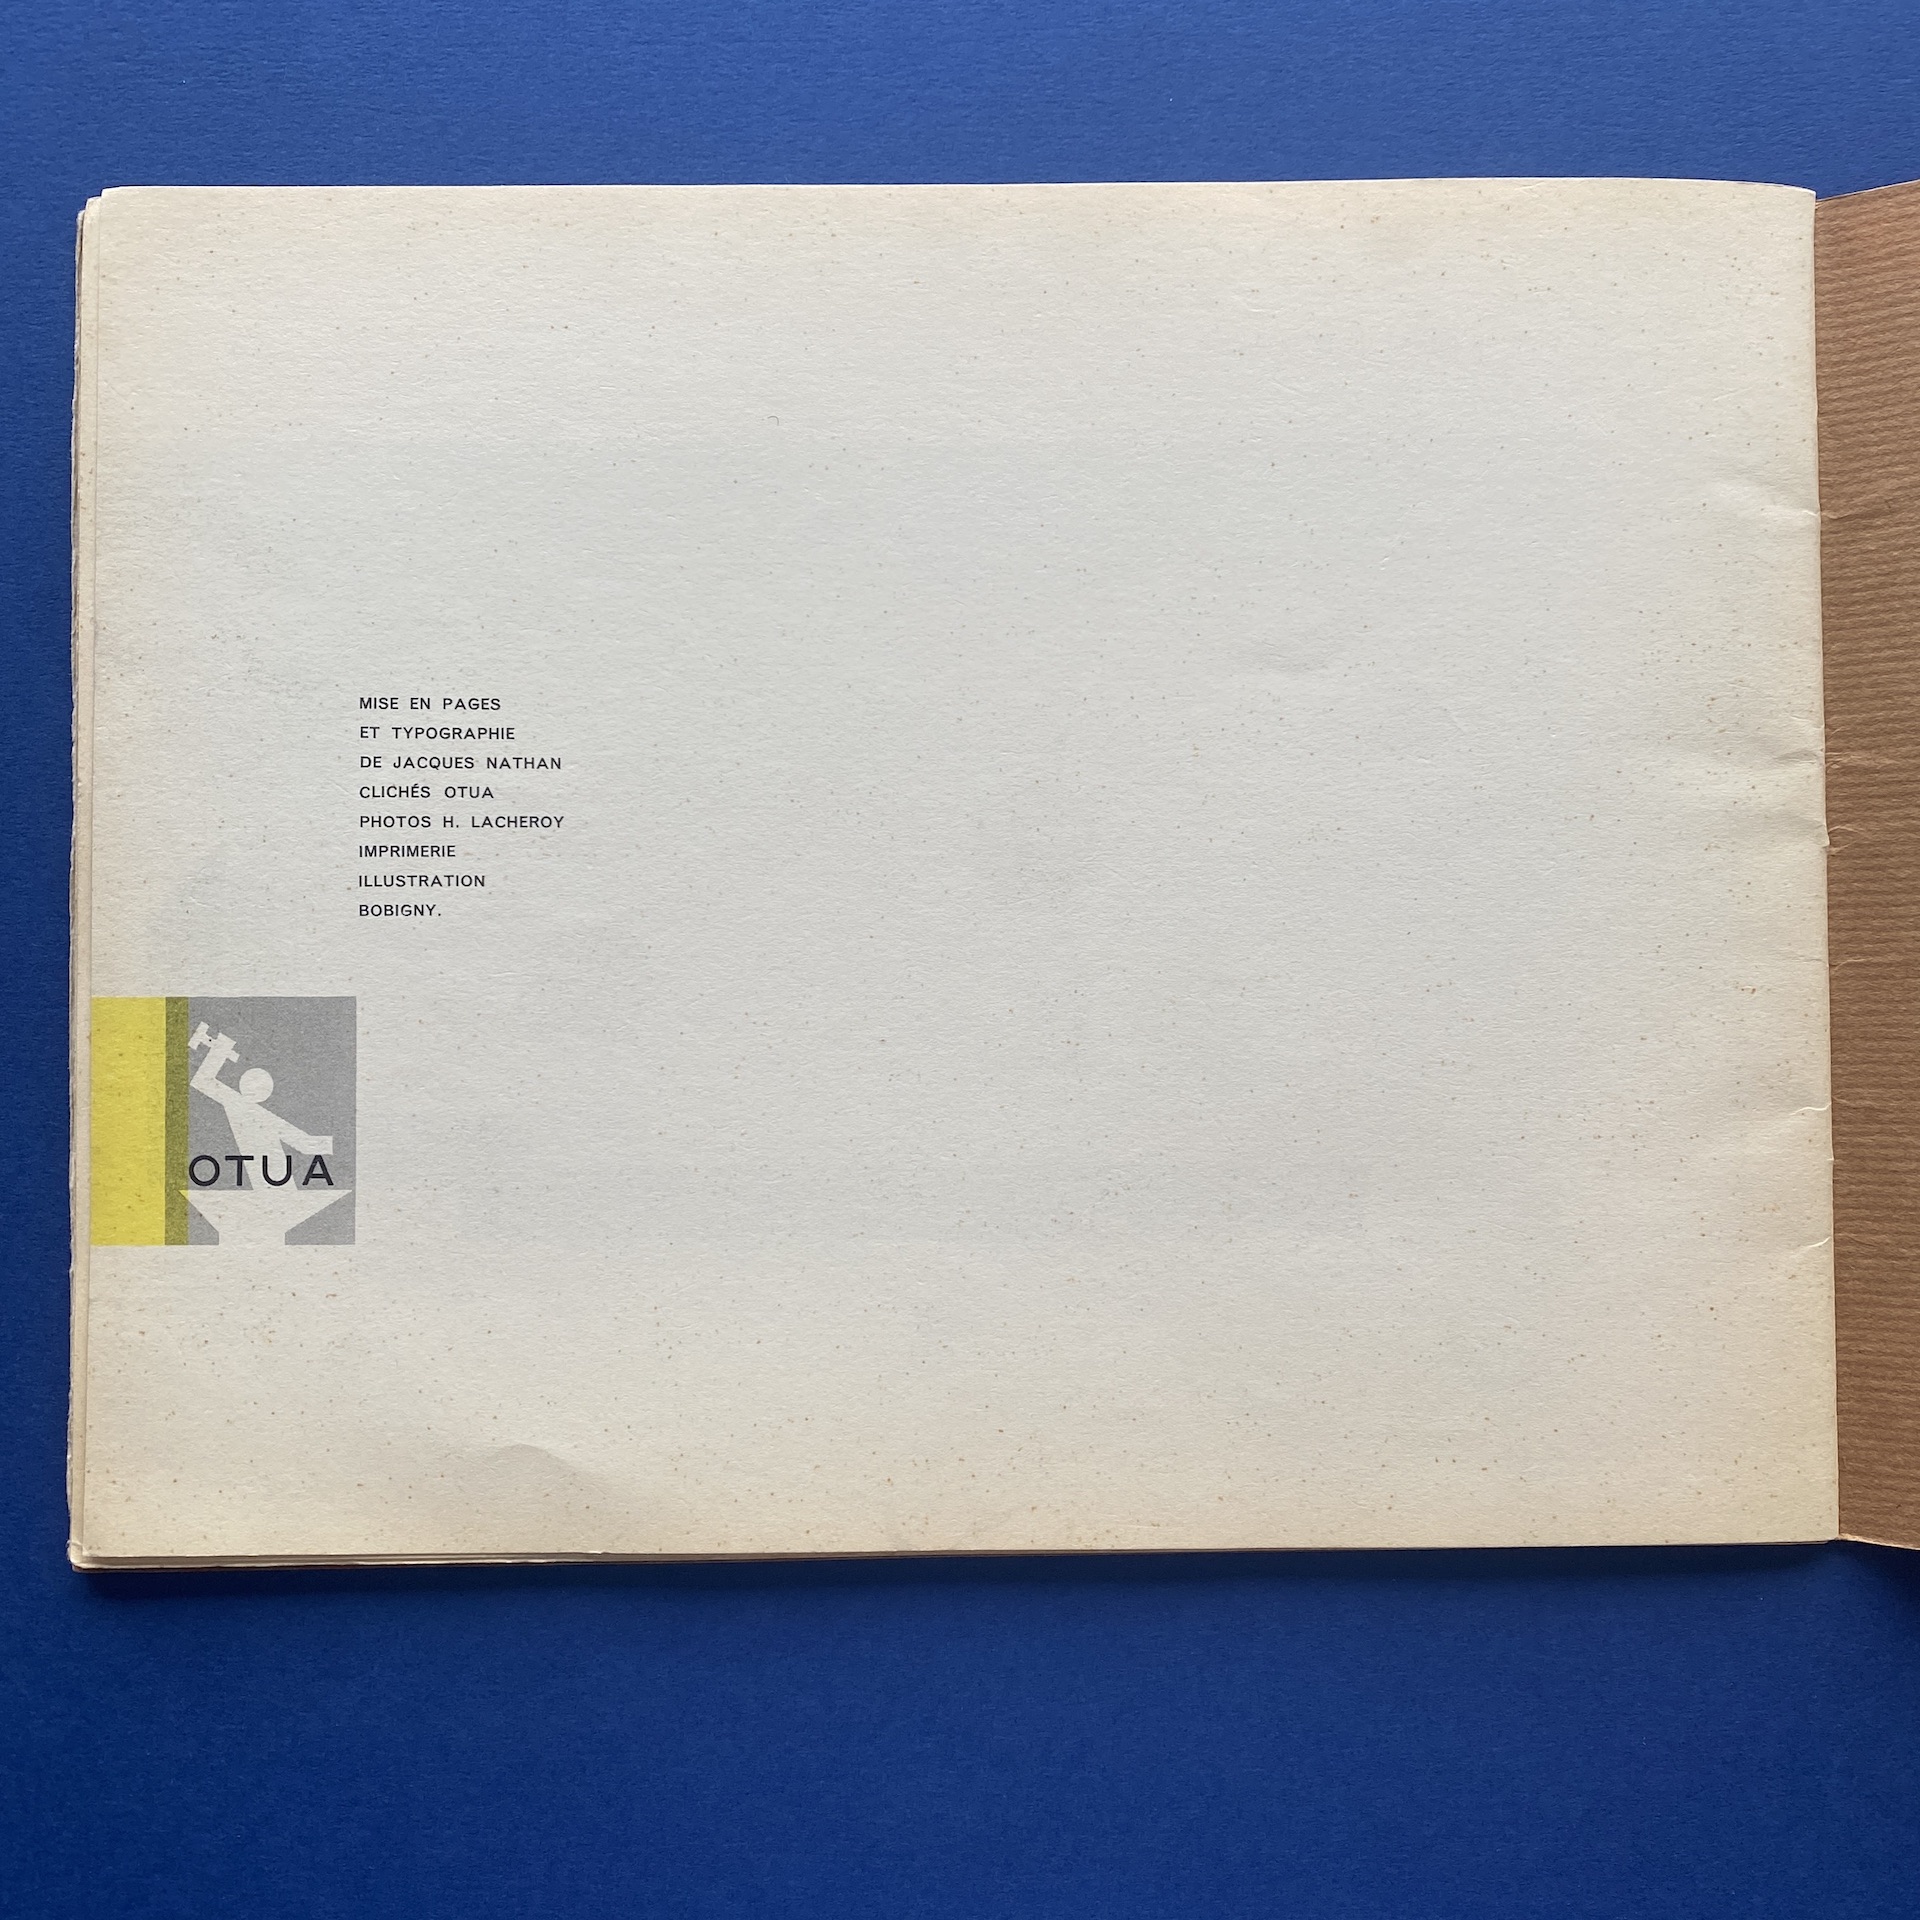 MISE EN PAGES
ET TYPOGRAPHIE
DE JACQUES NATHAN
CLICHÉS OTUA
PHOTOS H. LACHEROY
IMPRIMERIE
ILLUSTRATION
BOBIGNY.
OTUA